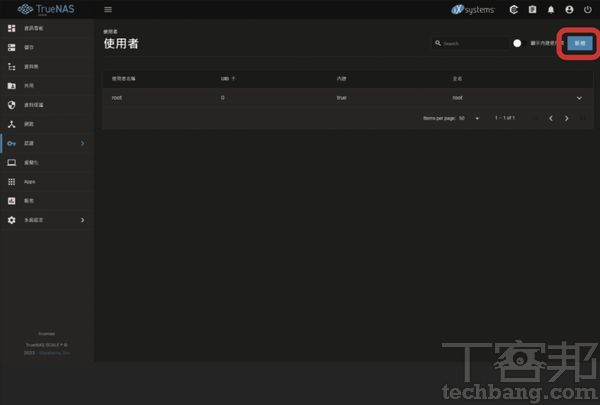 TrueNAS
SCALE
iXsystems
資訊看板
儲存
資料集
共用
資料保護
網路
認證
虛擬化
Apps
報表
系統設定
使用者
使用者
Search
顯示內建使用者
新增
使用者名稱 UID 內建 全名
root 0 true root
Items per page: 50 1 – 1 of 1
truenas
TrueNAS SCALE ® ©
2023 - iXsystems, Inc
T客邦
techbang.com